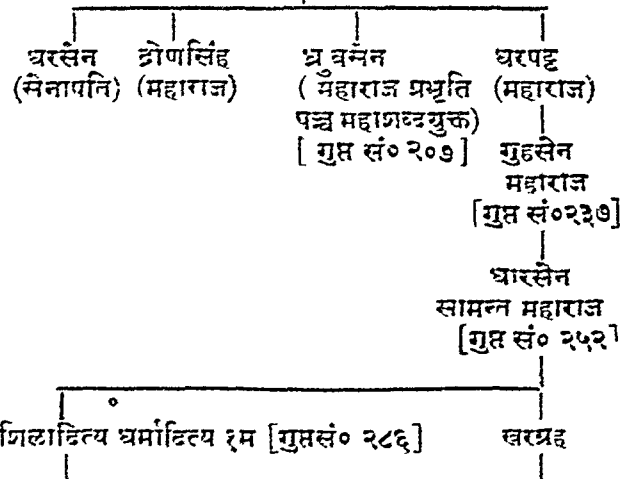 धरसेन द्रोणसिंह ध्रुवसेन धरपट्ट
(सेनापति) (महाराज) ( महाराज प्रभृति (महाराज)
पञ्च महाशब्दयुक्त)
[ गुप्त सं० २०७] गुहसेन
महाराज
[गुप्त सं०२३७]
धारसेन
सामन्त महाराज
[गुप्त सं० २५२]
शिलादित्य धर्मादित्य १म [गुप्तसं० २८६] खरग्रह